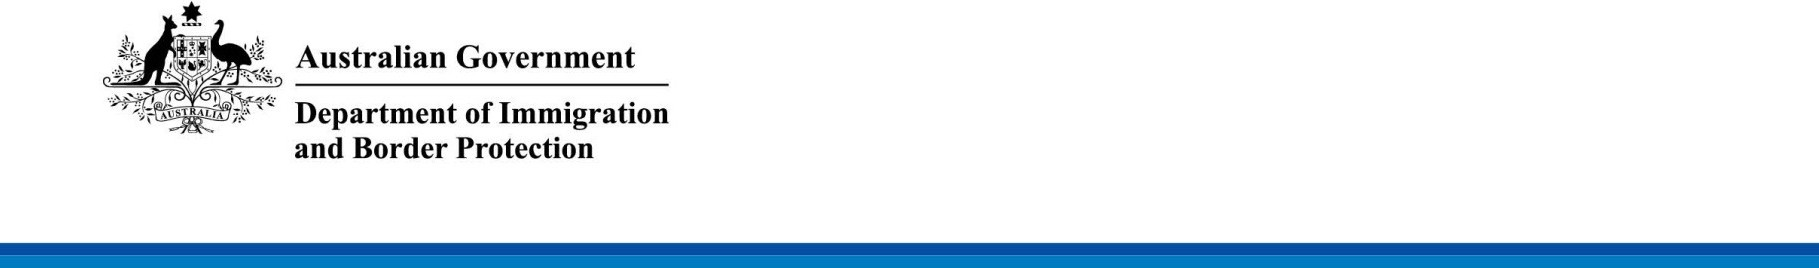 AUSTRALIA
Australian Government
Department of Immigration
and Border Protection